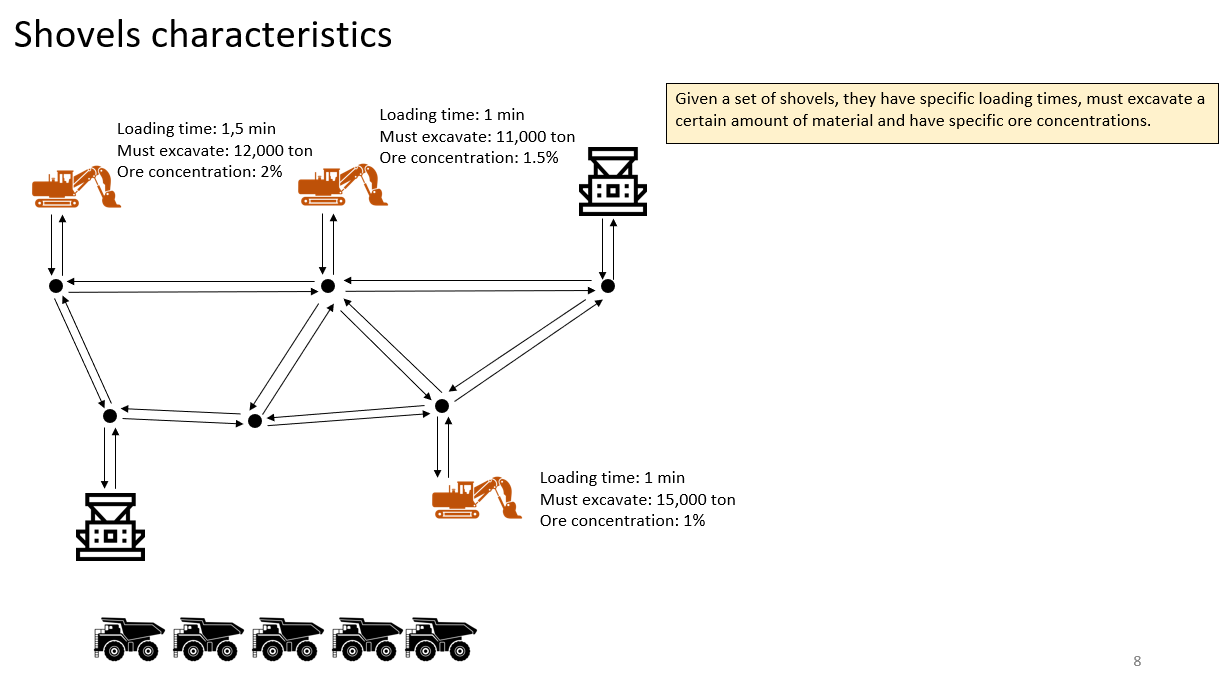 Shovels characteristics
Given a set of shovels, they have specific loading times, must excavate a
certain amount of material and have specific ore concentrations.
Loading time: 1,5 min
Must excavate: 12,000 ton
Ore concentration: 2%
Loading time: 1 min
Must excavate: 11,000 ton
Ore concentration: 1.5%
Loading time: 1 min
Must excavate: 15,000 ton
Ore concentration: 1%
8